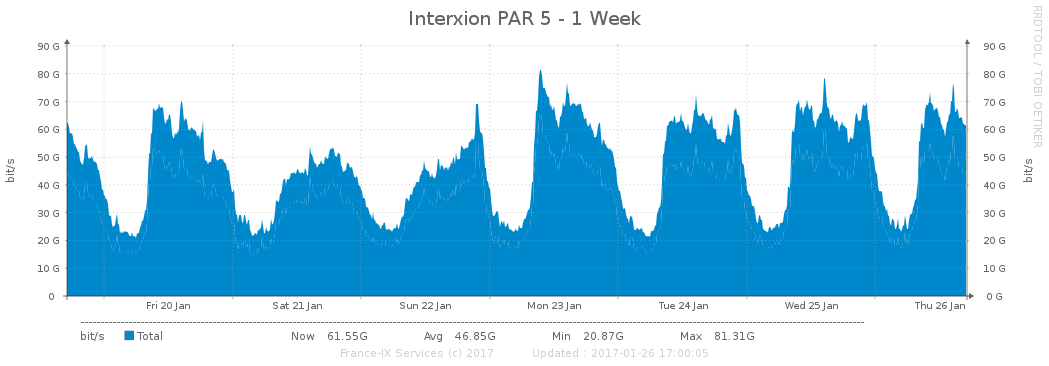 Interxion PAR 5 - 1 Week
RRDTOOL / TOBI OETIKER
90 G 90 G
80 G 80 G
70 G 70 G
60 G 60 G
50 G 50 G
40 G 40 G
30 G 30 G
20 G 20 G
10 G 10 G
0 0 G
bit/s bit/s
Fri 20 Jan Sat 21 Jan Sun 22 Jan Mon 23 Jan Tue 24 Jan Wed 25 Jan Thu 26 Jan
bit/s Total Now 61.55G Avg 46.85G Min 20.87G Max 81.31G
France-IX Services (c) 2017 Updated : 2017-01-26 17:00:05